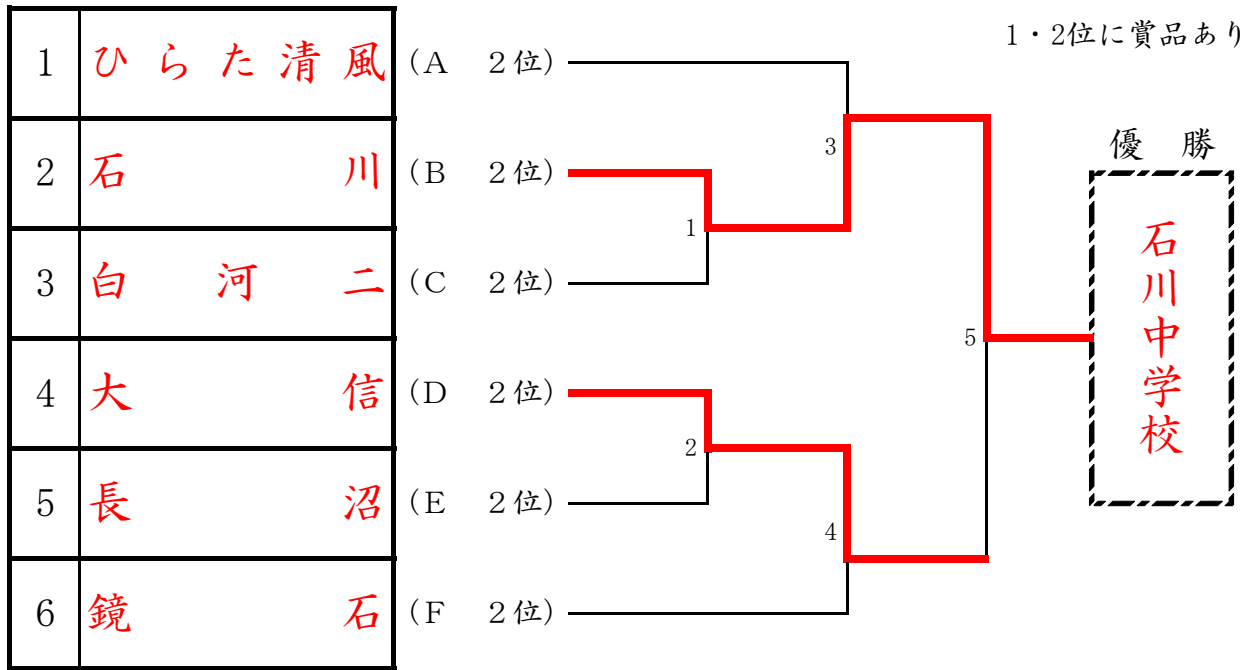 1・2位に賞品あり
1 ひらた清風 (A 2位)
2 石川 (B 2位)
3 白河二 (C 2位)
4 大信 (D 2位)
5 長沼 (E 2位)
6 鏡石 (F 2位)
3
1
5
2
4
優勝
石川中学校